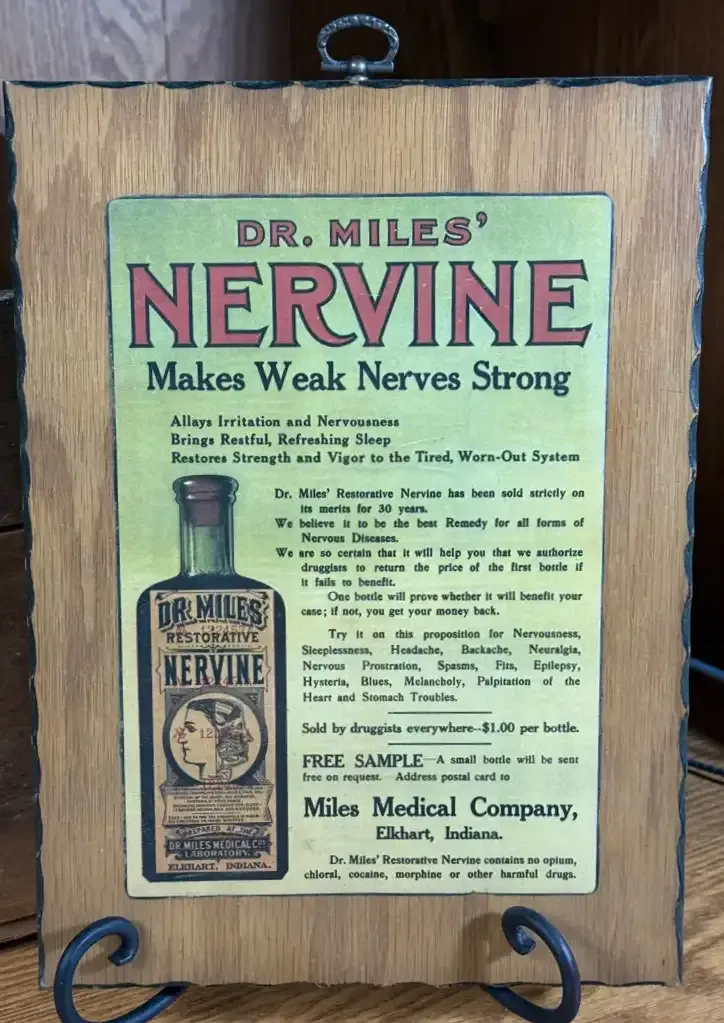 DR. MILES'
NERVINE
Makes Weak Nerves Strong
Allays Irritation and Nervousness
Brings Restful, Refreshing Sleep
Restores Strength and Vigor to the Tired, Worn-Out System
Dr. Miles' Restorative Nervine has been sold strictly on
its merits for 30 years.
We believe it to be the best Remedy for all forms of
Nervous Diseases.
We are so certain that it will help you that we authorize
druggists to return the price of the first bottle if
it fails to benefit.
One bottle will prove whether it will benefit your
case; if not, you get your money back.
Try it on this proposition for Nervousness,
Sleeplessness, Headache, Backache, Neuralgia,
Nervous Prostration, Spasms, Fits, Epilepsy,
Hysteria, Blues, Melancholy, Palpitation of the
Heart and Stomach Troubles.
Sold by druggists everywhere--$1.00 per bottle.
FREE SAMPLE—A small bottle will be sent
free on request. Address postal card to
Miles Medical Company,
Elkhart, Indiana.
Dr. Miles' Restorative Nervine contains no opium,
chloral, cocaine, morphine or other harmful drugs.
DR. MILES'
RESTORATIVE
NERVINE
PREPARED AT THE
DR. MILES MEDICAL CO'S
LABORATORY.
ELKHART, INDIANA.